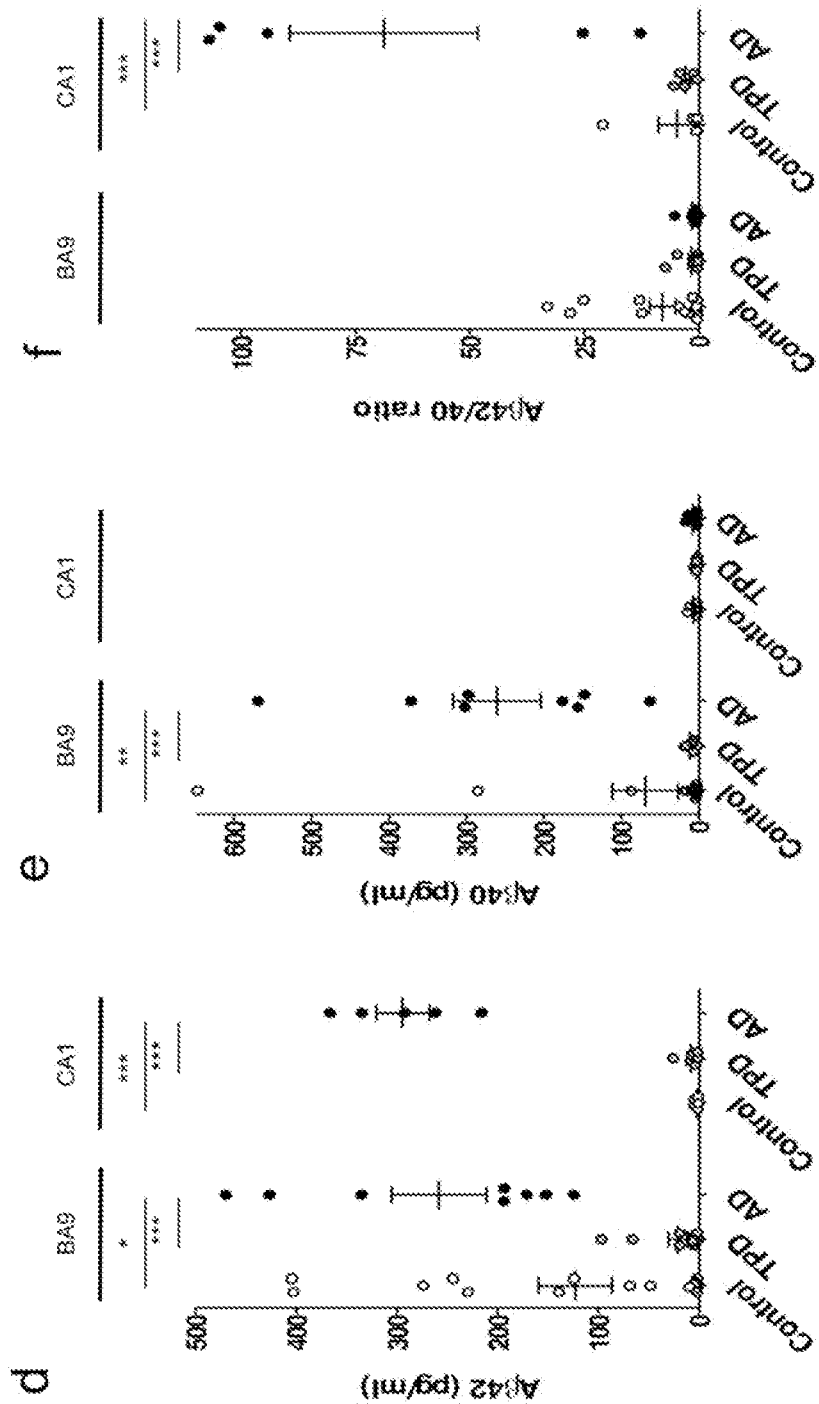 d
BA9 CA1
* ***
*** ***
Aβ42 (pg/ml)
500
400
300
200
100
0
Control TPD AD Control TPD AD
e
BA9 CA1
**
***
Aβ40 (pg/ml)
600
500
400
300
200
100
0
Control TPD AD Control TPD AD
f
BA9 CA1
***
***
Aβ42/40 ratio
100
75
50
25
0
Control TPD AD Control TPD AD